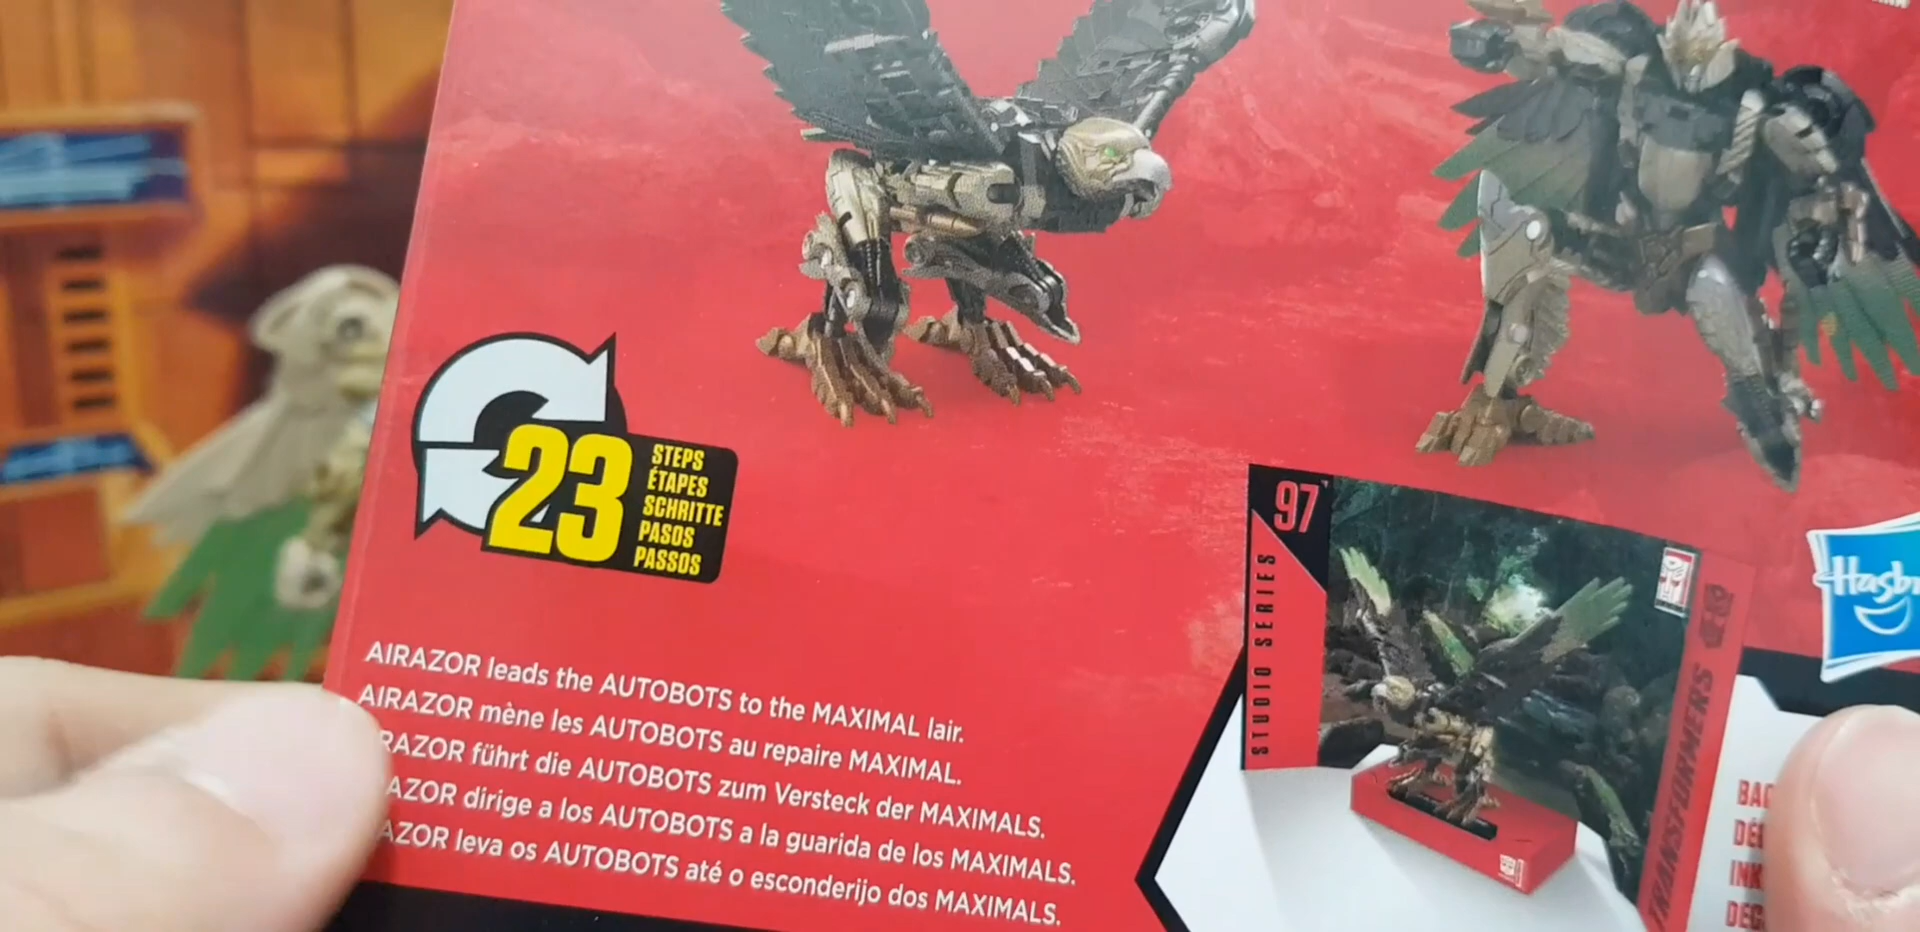 23
STEPS
ÉTAPES
SCHRITTE
PASOS
PASSOS
AIRAZOR leads the AUTOBOTS to the MAXIMAL lair.
AIRAZOR mène les AUTOBOTS au repaire MAXIMAL.
RAZOR führt die AUTOBOTS zum Versteck der MAXIMALS.
AZOR dirige a los AUTOBOTS a la guarida de los MAXIMALS.
AZOR leva os AUTOBOTS até o esconderijo dos MAXIMALS.
97
STUDIO SERIES
TRANSFORMERS
Hasb